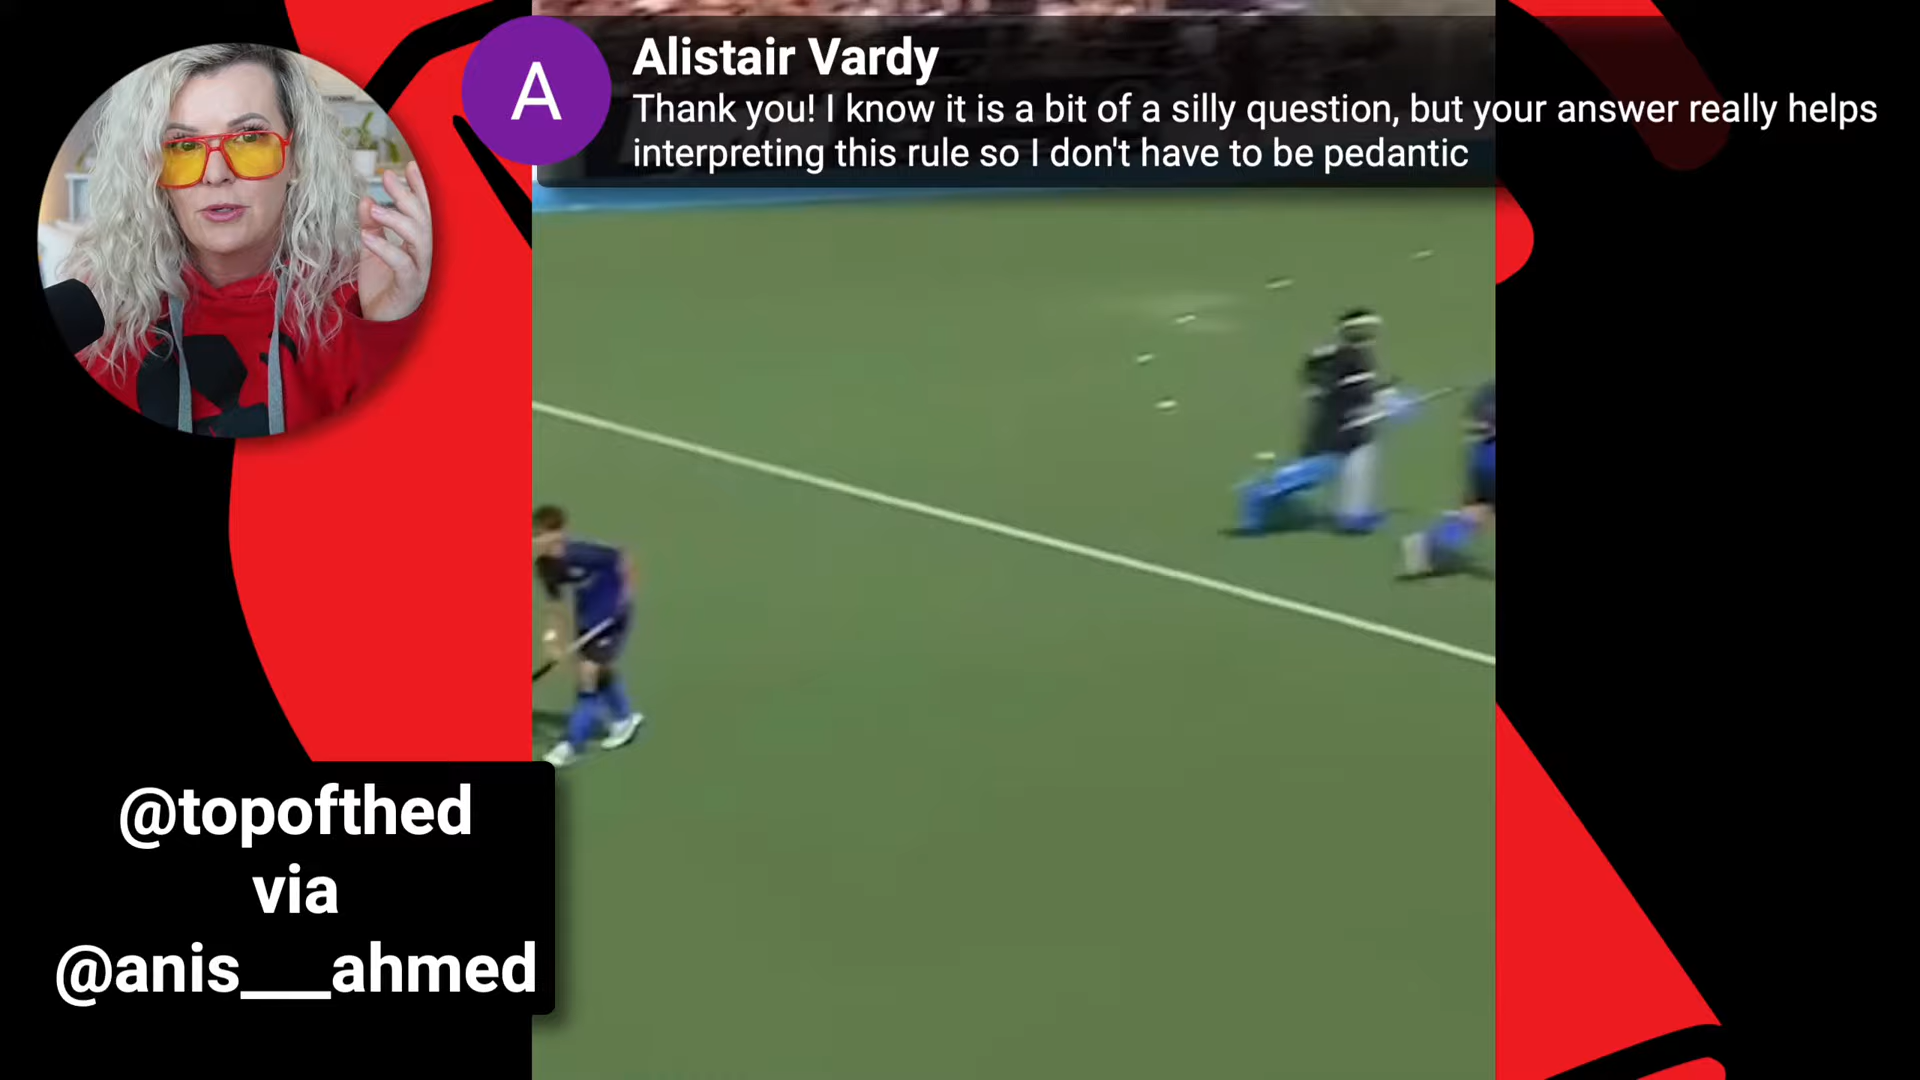 A
Alistair Vardy
Thank you! I know it is a bit of a silly question, but your answer really helps
interpreting this rule so I don't have to be pedantic
@topofthed
via
@anis___ahmed